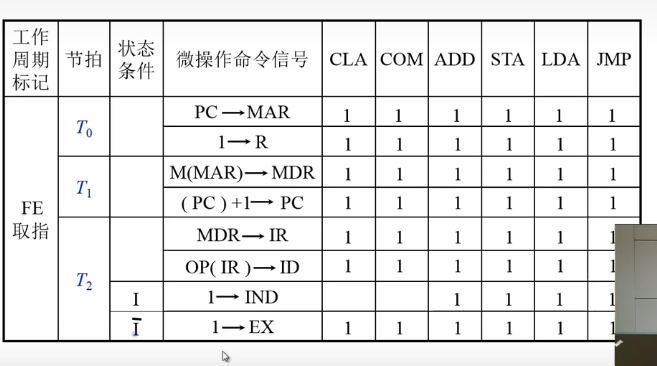 工作周期标记 节拍 状态条件 微操作命令信号 CLA COM ADD STA LDA JMP
FE 取指 T0 PC→MAR 1 1 1 1 1 1
1→R 1 1 1 1 1 1
T1 M(MAR)→MDR 1 1 1 1 1 1
(PC)+1→PC 1 1 1 1 1 1
T2 MDR→IR 1 1 1 1 1 1
OP(IR)→ID 1 1 1 1 1 1
I 1→IND 1 1 1 1
Ī 1→EX 1 1 1 1 1 1